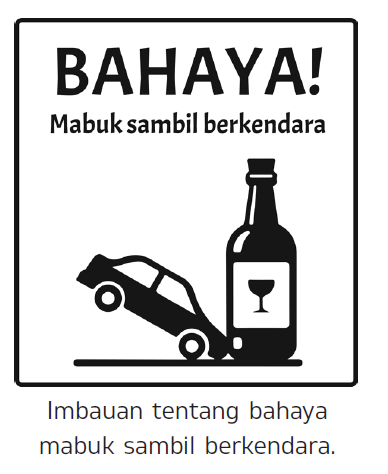 BAHAYA!
Mabuk sambil berkendara
Imbauan tentang bahaya
mabuk sambil berkendara.